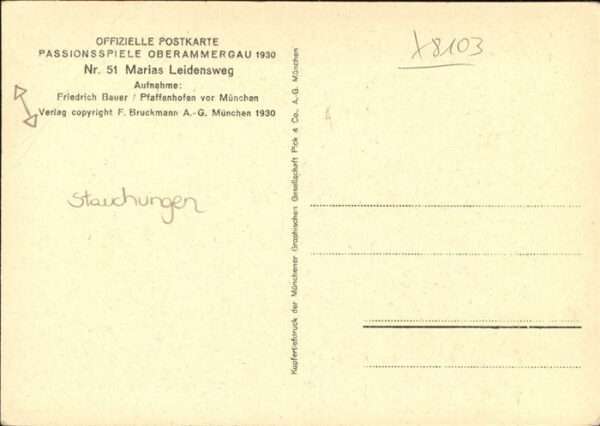 OFFIZIELLE POSTKARTE
PASSIONSSPIELE OBERAMMERGAU 1930
Nr. 51 Marias Leidensweg
Aufnahme:
Friedrich Bauer / Pfaffenhofen vor München
Verlag copyright F. Bruckmann A.-G. München 1930
Stauchungen
Kupfertiefdruck der Münchener Graphischen Gesellschaft Pick & Co., A. G. München
X8103